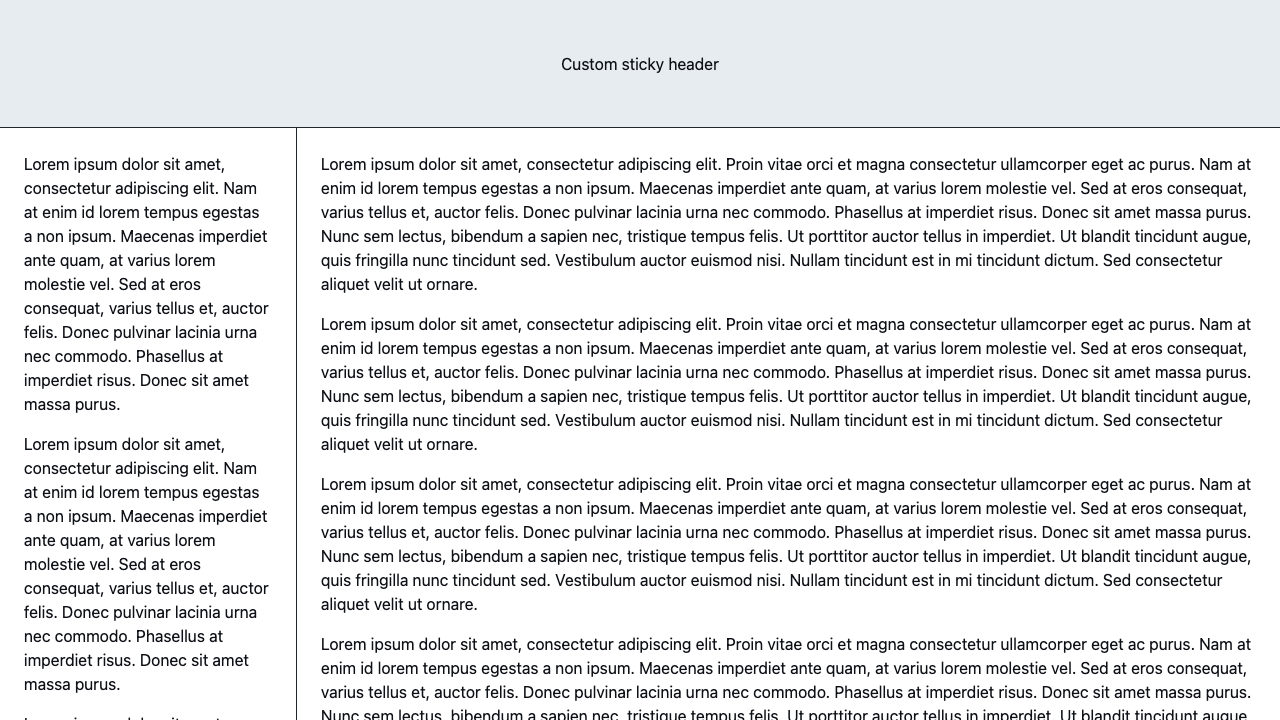 Custom sticky header
Lorem ipsum dolor sit amet,
consectetur adipiscing elit. Nam
at enim id lorem tempus egestas
a non ipsum. Maecenas imperdiet
ante quam, at varius lorem
molestie vel. Sed at eros
consequat, varius tellus et, auctor
felis. Donec pulvinar lacinia urna
nec commodo. Phasellus at
imperdiet risus. Donec sit amet
massa purus.
Lorem ipsum dolor sit amet,
consectetur adipiscing elit. Nam
at enim id lorem tempus egestas
a non ipsum. Maecenas imperdiet
ante quam, at varius lorem
molestie vel. Sed at eros
consequat, varius tellus et, auctor
felis. Donec pulvinar lacinia urna
nec commodo. Phasellus at
imperdiet risus. Donec sit amet
massa purus.
Lorem ipsum dolor sit amet, consectetur adipiscing elit. Proin vitae orci et magna consectetur ullamcorper eget ac purus. Nam at
enim id lorem tempus egestas a non ipsum. Maecenas imperdiet ante quam, at varius lorem molestie vel. Sed at eros consequat,
varius tellus et, auctor felis. Donec pulvinar lacinia urna nec commodo. Phasellus at imperdiet risus. Donec sit amet massa purus.
Nunc sem lectus, bibendum a sapien nec, tristique tempus felis. Ut porttitor auctor tellus in imperdiet. Ut blandit tincidunt augue,
quis fringilla nunc tincidunt sed. Vestibulum auctor euismod nisi. Nullam tincidunt est in mi tincidunt dictum. Sed consectetur
aliquet velit ut ornare.
Lorem ipsum dolor sit amet, consectetur adipiscing elit. Proin vitae orci et magna consectetur ullamcorper eget ac purus. Nam at
enim id lorem tempus egestas a non ipsum. Maecenas imperdiet ante quam, at varius lorem molestie vel. Sed at eros consequat,
varius tellus et, auctor felis. Donec pulvinar lacinia urna nec commodo. Phasellus at imperdiet risus. Donec sit amet massa purus.
Nunc sem lectus, bibendum a sapien nec, tristique tempus felis. Ut porttitor auctor tellus in imperdiet. Ut blandit tincidunt augue,
quis fringilla nunc tincidunt sed. Vestibulum auctor euismod nisi. Nullam tincidunt est in mi tincidunt dictum. Sed consectetur
aliquet velit ut ornare.
Lorem ipsum dolor sit amet, consectetur adipiscing elit. Proin vitae orci et magna consectetur ullamcorper eget ac purus. Nam at
enim id lorem tempus egestas a non ipsum. Maecenas imperdiet ante quam, at varius lorem molestie vel. Sed at eros consequat,
varius tellus et, auctor felis. Donec pulvinar lacinia urna nec commodo. Phasellus at imperdiet risus. Donec sit amet massa purus.
Nunc sem lectus, bibendum a sapien nec, tristique tempus felis. Ut porttitor auctor tellus in imperdiet. Ut blandit tincidunt augue,
quis fringilla nunc tincidunt sed. Vestibulum auctor euismod nisi. Nullam tincidunt est in mi tincidunt dictum. Sed consectetur
aliquet velit ut ornare.
Lorem ipsum dolor sit amet, consectetur adipiscing elit. Proin vitae orci et magna consectetur ullamcorper eget ac purus. Nam at
enim id lorem tempus egestas a non ipsum. Maecenas imperdiet ante quam, at varius lorem molestie vel. Sed at eros consequat,
varius tellus et, auctor felis. Donec pulvinar lacinia urna nec commodo. Phasellus at imperdiet risus. Donec sit amet massa purus.
Nunc sem lectus, bibendum a sapien nec, tristique tempus felis. Ut porttitor auctor tellus in imperdiet. Ut blandit tincidunt augue,